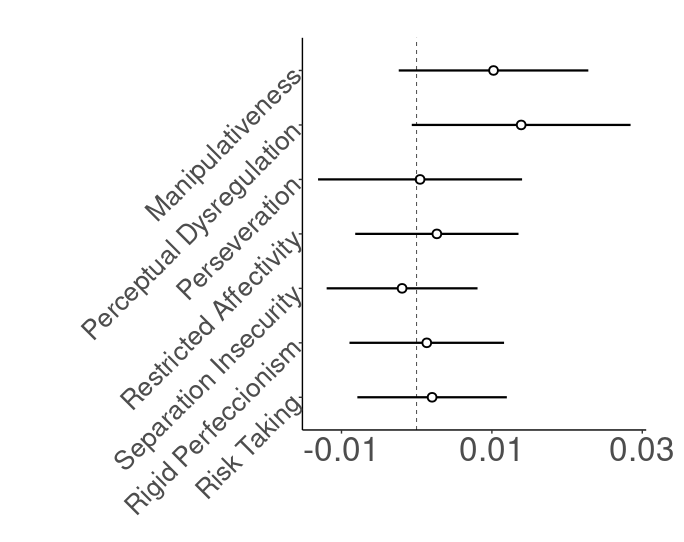 Manipulativeness
Perceptual Dysregulation
Perseveration
Restricted Affectivity
Separation Insecurity
Rigid Perfeccionism
Risk Taking
-0.01 0.01 0.03